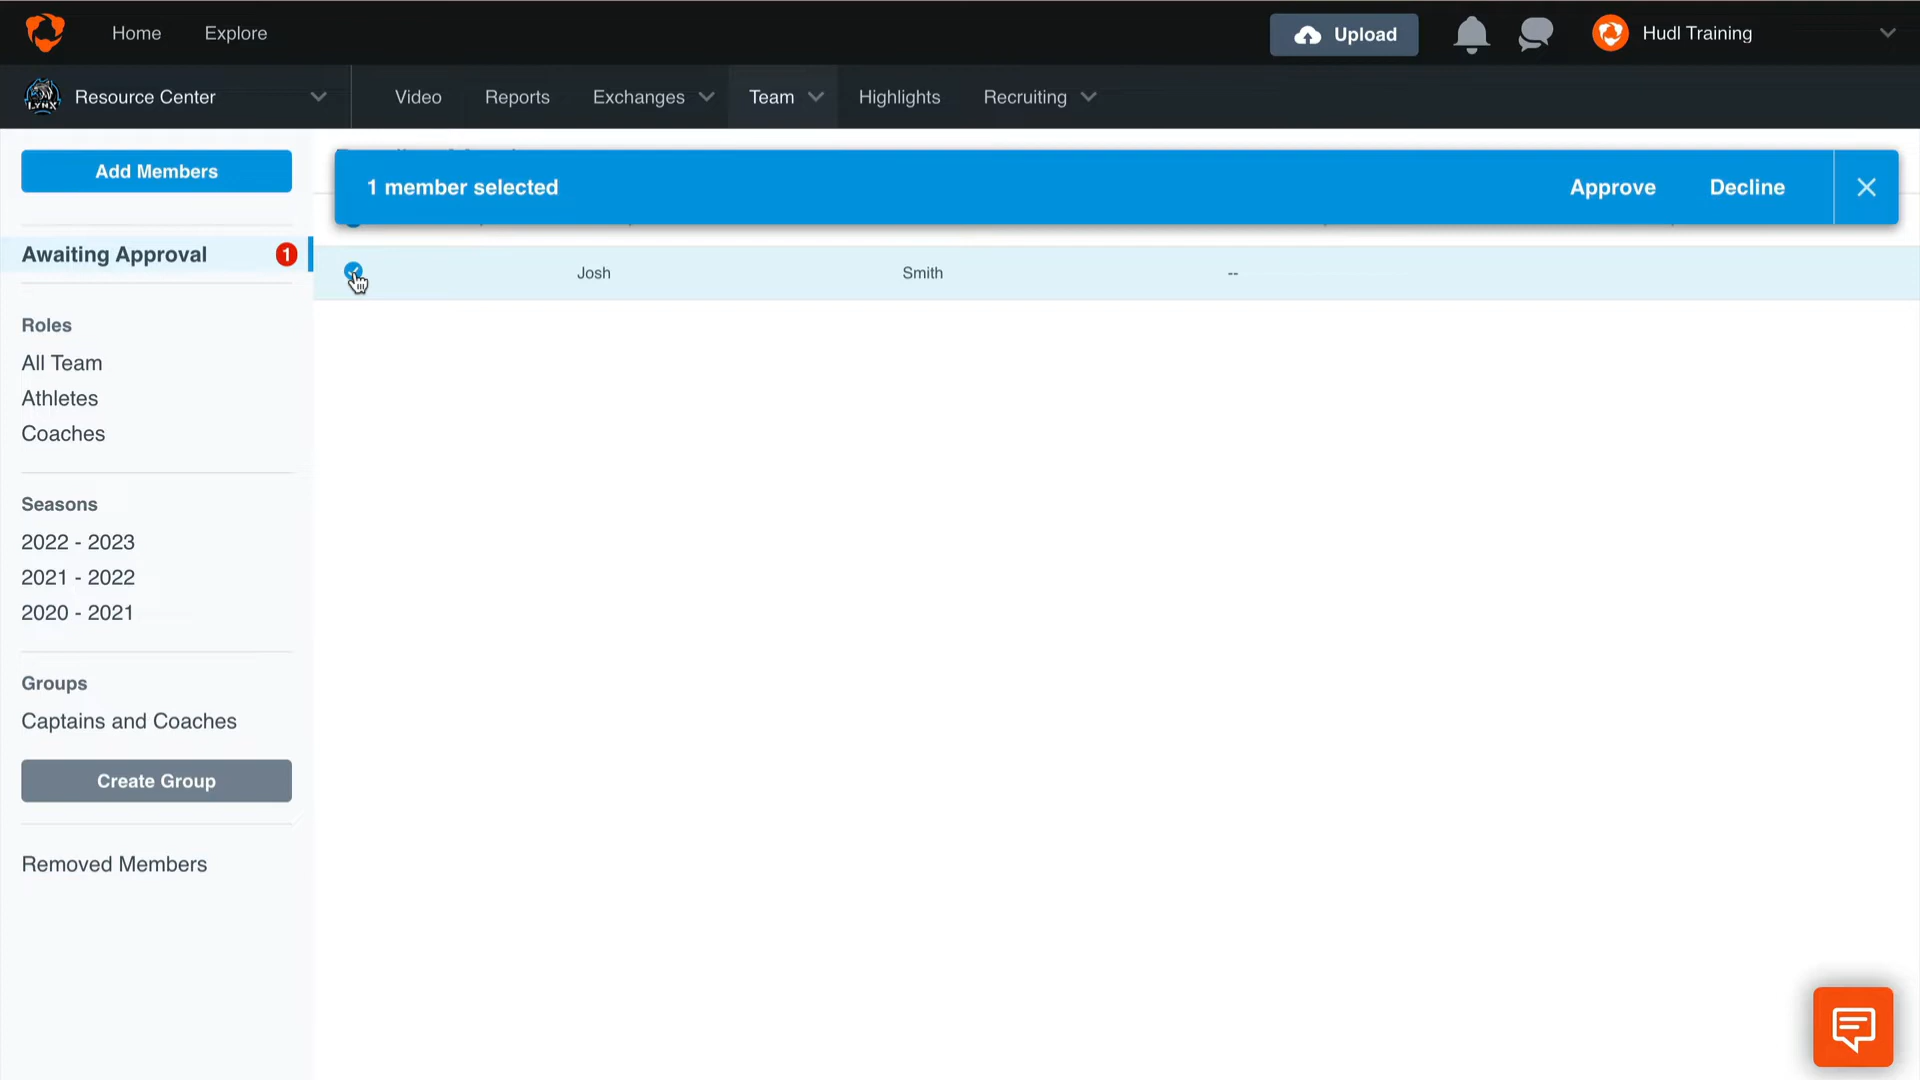 Home Explore Upload Hudl Training
LYNX Resource Center Video Reports Exchanges Team Highlights Recruiting
Add Members
1 member selected Approve Decline
Awaiting Approval 1
Josh Smith --
Roles
All Team
Athletes
Coaches
Seasons
2022 - 2023
2021 - 2022
2020 - 2021
Groups
Captains and Coaches
Create Group
Removed Members